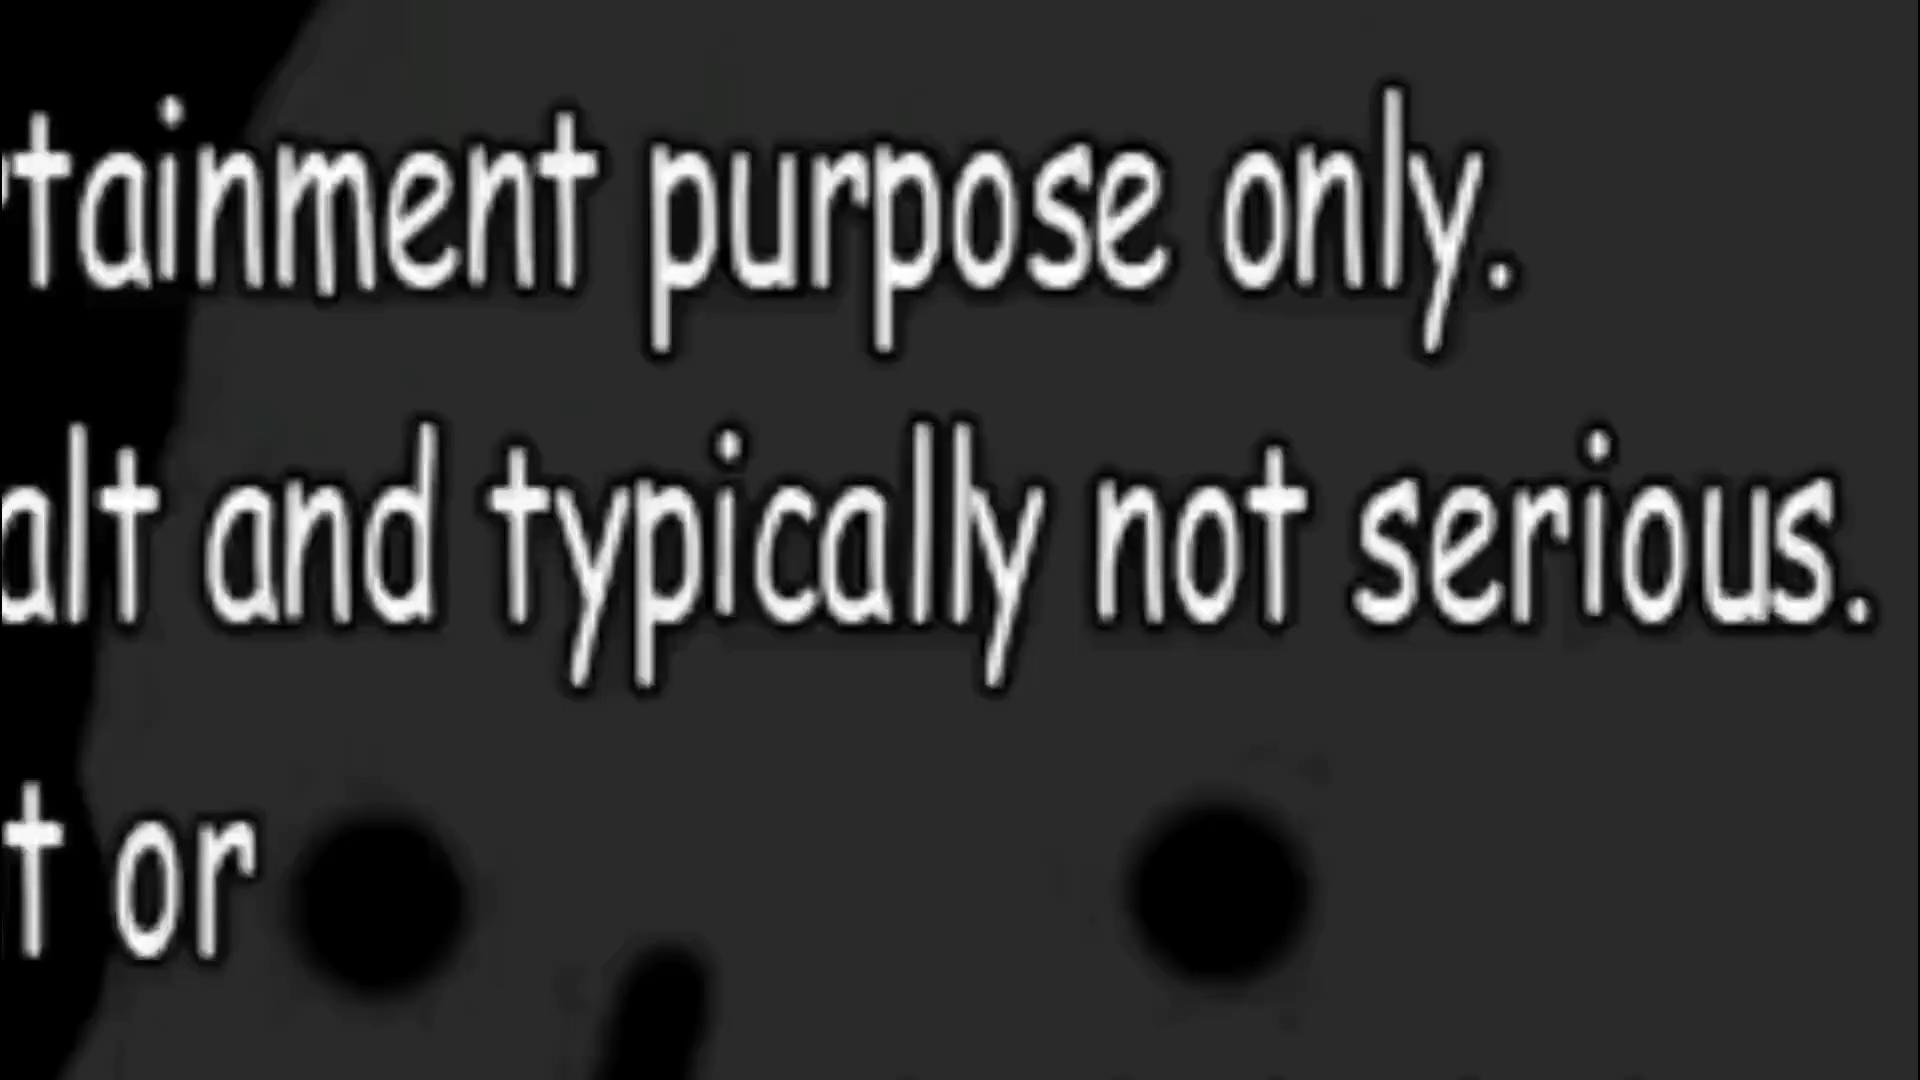 tainment purpose only.
alt and typically not serious.
t or